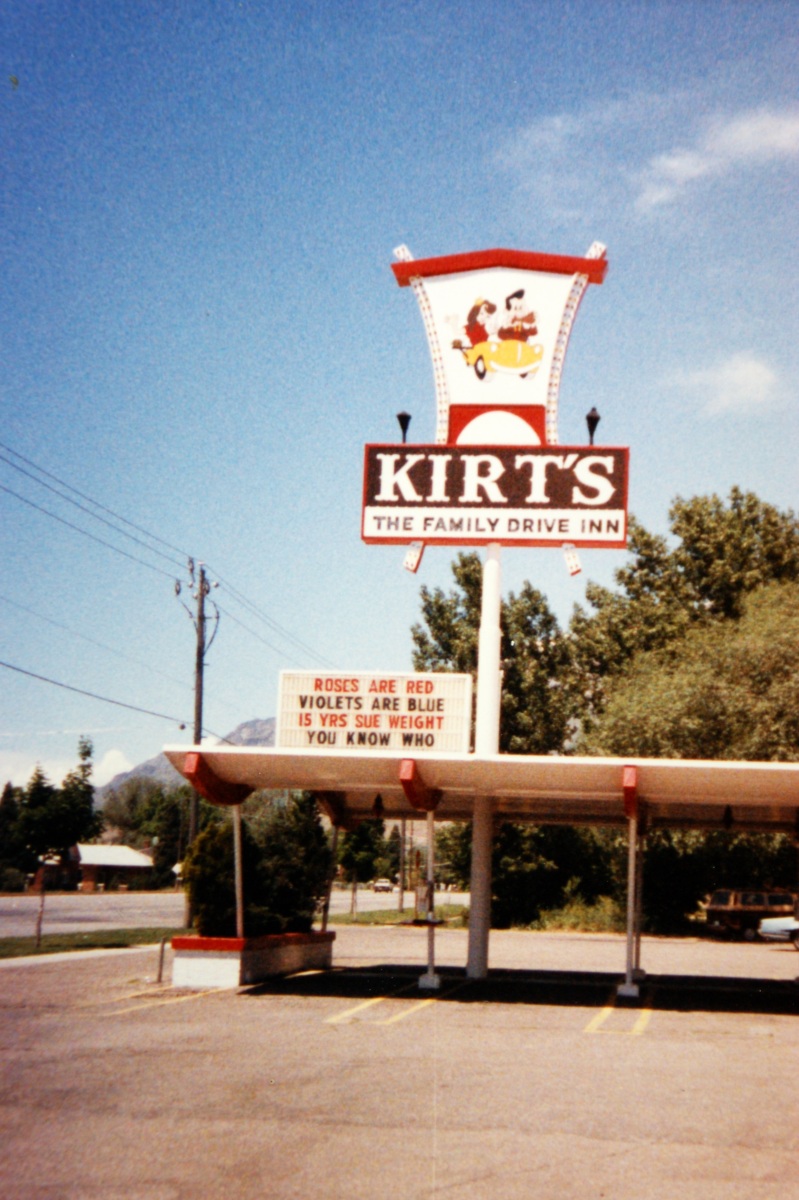 KIRT'S
THE FAMILY DRIVE INN
ROSES ARE RED
VIOLETS ARE BLUE
15 YRS SUE WEIGHT
YOU KNOW WHO